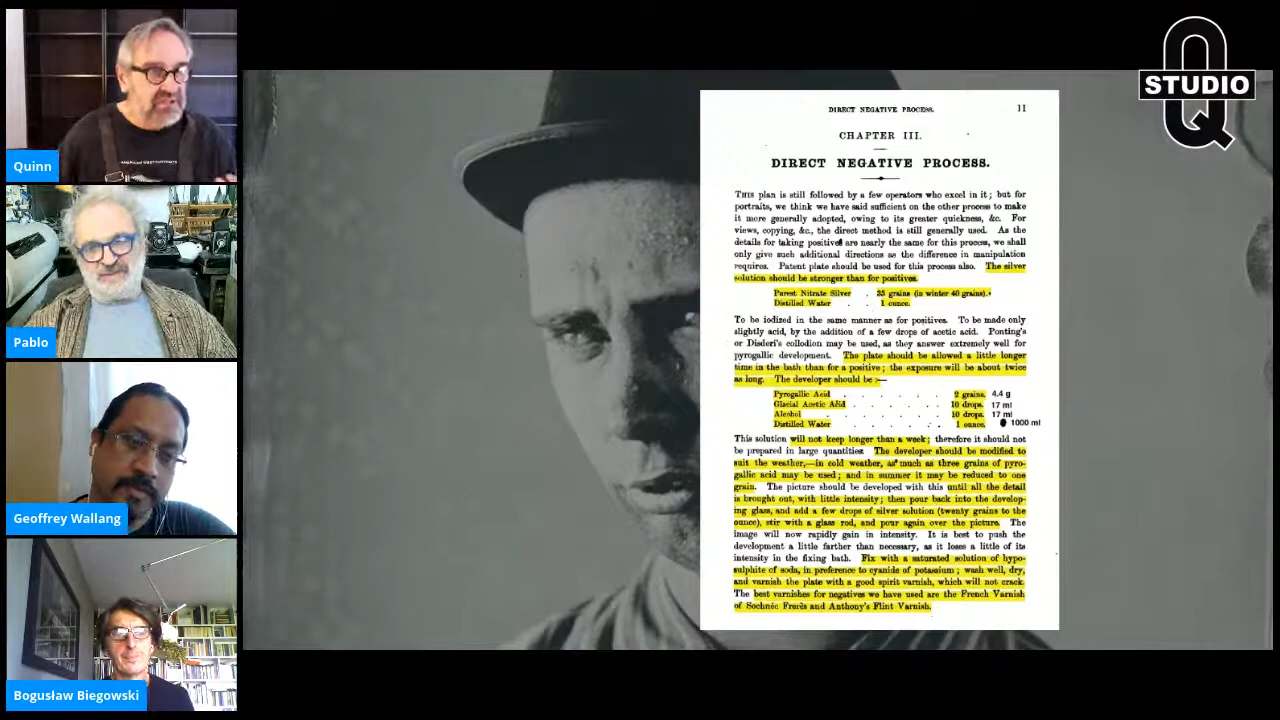 Quinn
Pablo
Geoffrey Wallang
Bogusław Biegowski
STUDIO
Q
DIRECT NEGATIVE PROCESS. 11
CHAPTER III.
DIRECT NEGATIVE PROCESS.
THIS plan is still followed by a few operators who excel in it; but for
portraits, we think we have said sufficient on the other process to make
it more generally adopted, owing to its greater quickness, &c. For
views, copying, &c., the direct method is still generally used. As the
details for taking positives are nearly the same for this process, we shall
only give such additional directions as the difference in manipulation
requires. Patent plate should be used for this process also. The silver
solution should be stronger than for positives.
Purest Nitrate Silver . 35 grains (in winter 40 grains).
Distilled Water . . 1 ounce.
To be iodized in the same manner as for positives. To be made only
slightly acid, by the addition of a few drops of acetic acid. Ponting's
or Disderi's collodion may be used, as they answer extremely well for
pyrogallic development. The plate should be allowed a little longer
time in the bath than for a positive; the exposure will be about twice
as long. The developer should be:—
Pyrogallic Acid . . . . . . 2 grains. 4.4 g
Glacial Acetic Acid . . . . . . 10 drops. 17 ml
Alcohol . . . . . . 10 drops. 17 ml
Distilled Water . . . . . . 1 ounce. 1000 ml
This solution will not keep longer than a week; therefore it should not
be prepared in large quantities. The developer should be modified to
suit the weather,—in cold weather, as much as three grains of pyro-
gallic acid may be used; and in summer it may be reduced to one
grain. The picture should be developed with this until all the detail
is brought out, with little intensity; then pour back into the develop-
ing glass, and add a few drops of silver solution (twenty grains to the
ounce), stir with a glass rod, and pour again over the picture. The
image will now rapidly gain in intensity. It is best to push the
development a little farther than necessary, as it loses a little of its
intensity in the fixing bath. Fix with a saturated solution of hypo-
sulphite of soda, in preference to cyanide of potassium; wash well, dry,
and varnish the plate with a good spirit varnish, which will not crack.
The best varnishes for negatives we have used are the French Varnish
of Sochnée Frerès and Anthony's Flint Varnish.